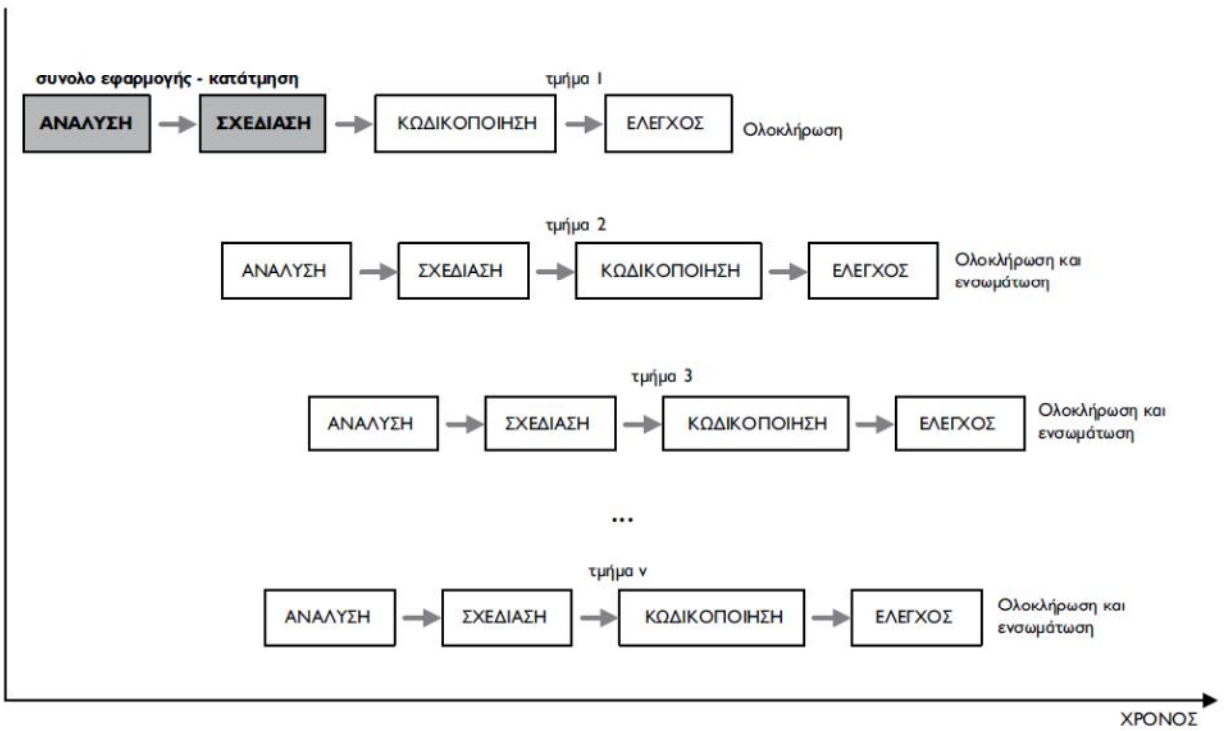 συνολο εφαρμογής - κατάτμηση
τμήμα 1
ΑΝΑΛΥΣΗ
ΣΧΕΔΙΑΣΗ
ΚΩΔΙΚΟΠΟΙΗΣΗ
ΕΛΕΓΧΟΣ
Ολοκλήρωση
τμήμα 2
ΑΝΑΛΥΣΗ
ΣΧΕΔΙΑΣΗ
ΚΩΔΙΚΟΠΟΙΗΣΗ
ΕΛΕΓΧΟΣ
Ολοκλήρωση και
ενσωμάτωση
τμήμα 3
ΑΝΑΛΥΣΗ
ΣΧΕΔΙΑΣΗ
ΚΩΔΙΚΟΠΟΙΗΣΗ
ΕΛΕΓΧΟΣ
Ολοκλήρωση και
ενσωμάτωση
...
τμήμα ν
ΑΝΑΛΥΣΗ
ΣΧΕΔΙΑΣΗ
ΚΩΔΙΚΟΠΟΙΗΣΗ
ΕΛΕΓΧΟΣ
Ολοκλήρωση και
ενσωμάτωση
ΧΡΟΝΟΣ